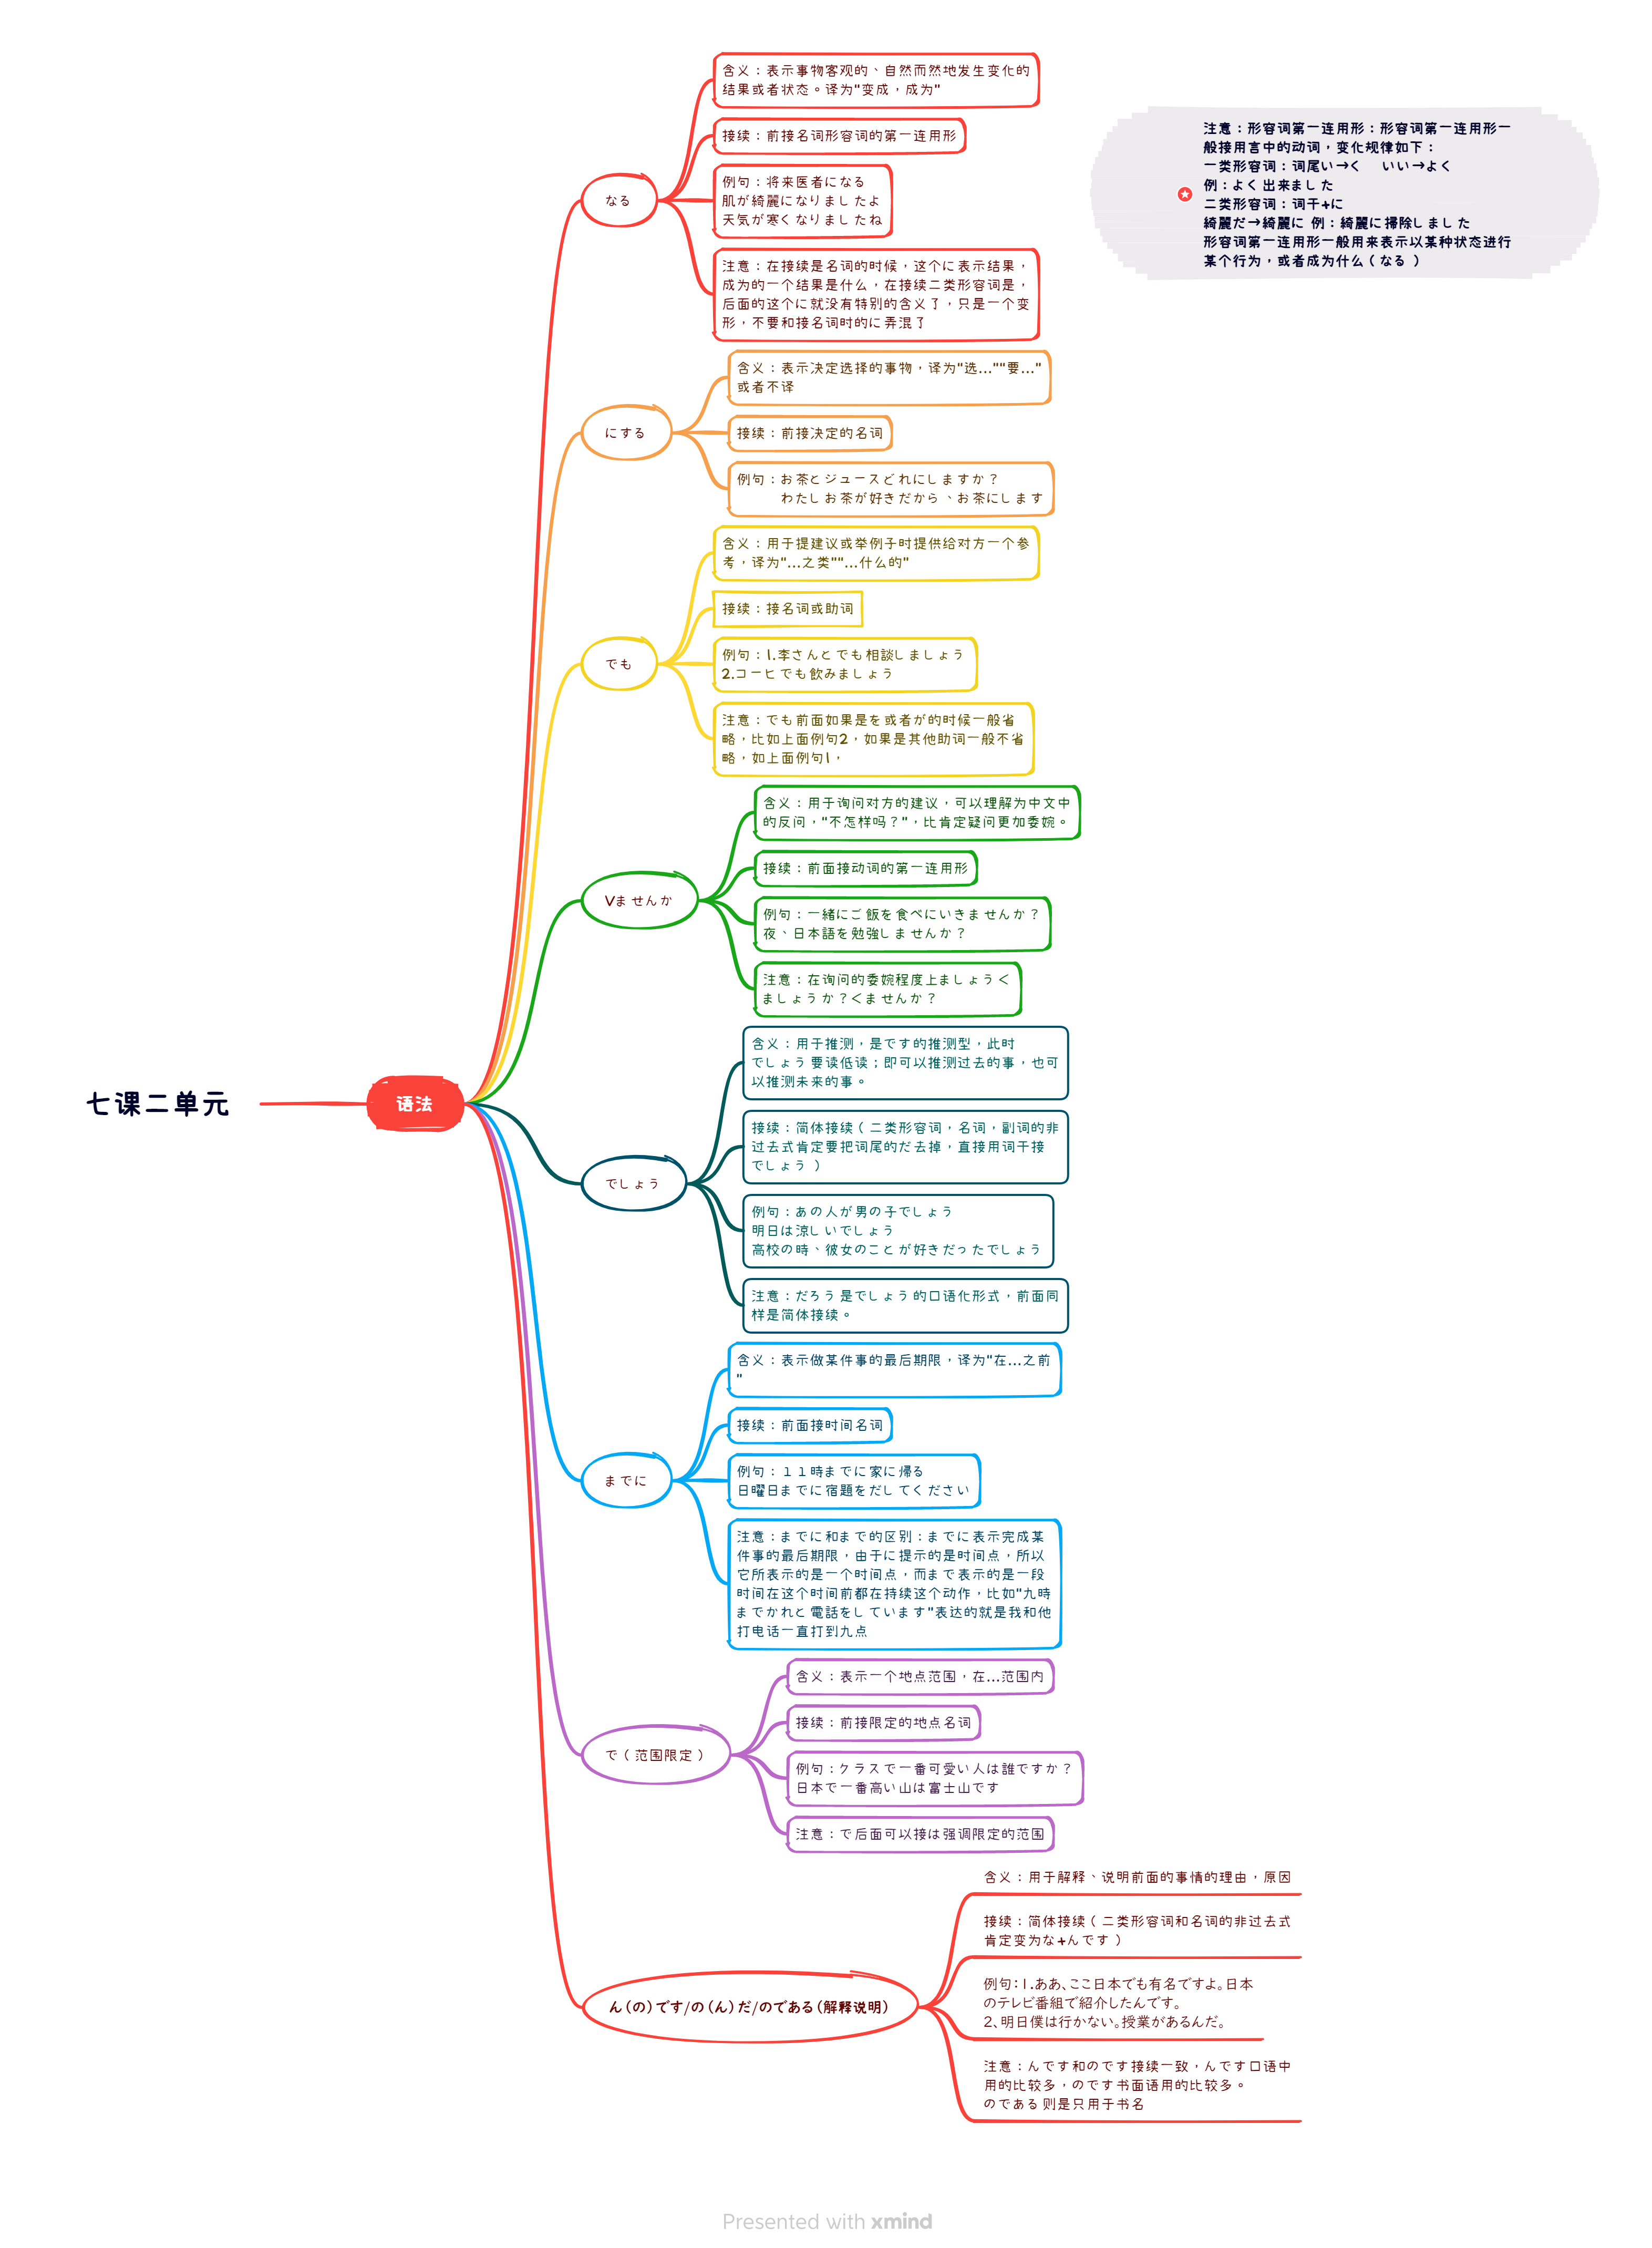 含义：表示事物客观的、自然而然地发生变化的
结果或者状态。译为"变成，成为"
接续：前接名词形容词的第一连用形
なる
例句：将来医者になる
肌が綺麗になりましたよ
天気が寒くなりましたね
注意：在接续是名词的时候，这个に表示结果，
成为的一个结果是什么，在接续二类形容词是，
后面的这个に就没有特别的含义了，只是一个变
形，不要和接名词时的に弄混了
注意：形容词第一连用形：形容词第一连用形一
般接用言中的动词，变化规律如下：
一类形容词：词尾い→く　いい→よく
例：よく出来ました
二类形容词：词干+に
綺麗だ→綺麗に 例：綺麗に掃除しました
形容词第一连用形一般用来表示以某种状态进行
某个行为，或者成为什么（なる）
含义：表示决定选择的事物，译为"选...""要..."
或者不译
にする
接续：前接决定的名词
例句：お茶とジュースどれにしますか？
わたしお茶が好きだから、お茶にします
含义：用于提建议或举例子时提供给对方一个参
考，译为"...之类""...什么的"
接续：接名词或助词
でも
例句：1.李さんとでも相談しましょう
2.コーヒでも飲みましょう
注意：でも前面如果是を或者が的时候一般省
略，比如上面例句2，如果是其他助词一般不省
略，如上面例句1，
含义：用于询问对方的建议，可以理解为中文中
的反问，"不怎样吗？"，比肯定疑问更加委婉。
接续：前面接动词的第一连用形
Vませんか
例句：一緒にご飯を食べにいきませんか？
夜、日本語を勉強しませんか？
注意：在询问的委婉程度上ましょう<
ましょうか？<ませんか？
含义：用于推测，是です的推测型，此时
でしょう要读低读；即可以推测过去的事，也可
以推测未来的事。
接续：简体接续（二类形容词，名词，副词的非
过去式肯定要把词尾的だ去掉，直接用词干接
でしょう）
でしょう
例句：あの人が男の子でしょう
明日は涼しいでしょう
高校の時、彼女のことが好きだったでしょう
注意：だろう是でしょう的口语化形式，前面同
样是简体接续。
七课二单元
语法
含义：表示做某件事的最后期限，译为"在...之前
"
接续：前面接时间名词
までに
例句：１１時までに家に帰る
日曜日までに宿題をだしてください
注意：までに和まで的区别：までに表示完成某
件事的最后期限，由于に提示的是时间点，所以
它所表示的是一个时间点，而まで表示的是一段
时间在这个时间前都在持续这个动作，比如"九時
までかれと電話をしています"表达的就是我和他
打电话一直打到九点
含义：表示一个地点范围，在...范围内
接续：前接限定的地点名词
で（范围限定）
例句：クラスで一番可愛い人は誰ですか？
日本で一番高い山は富士山です
注意：で后面可以接は强调限定的范围
含义：用于解释、说明前面的事情的理由，原因
接续：简体接续（二类形容词和名词的非过去式
肯定变为な+んです）
ん（の）です/の（ん）だ/のである（解释说明）
例句：1.ああ、ここ日本でも有名ですよ。日本
のテレビ番組で紹介したんです。
2、明日僕は行かない。授業があるんだ。
注意：んです和のです接续一致，んです口语中
用的比较多，のです书面语用的比较多。
のである则是只用于书名
Presented with xmind